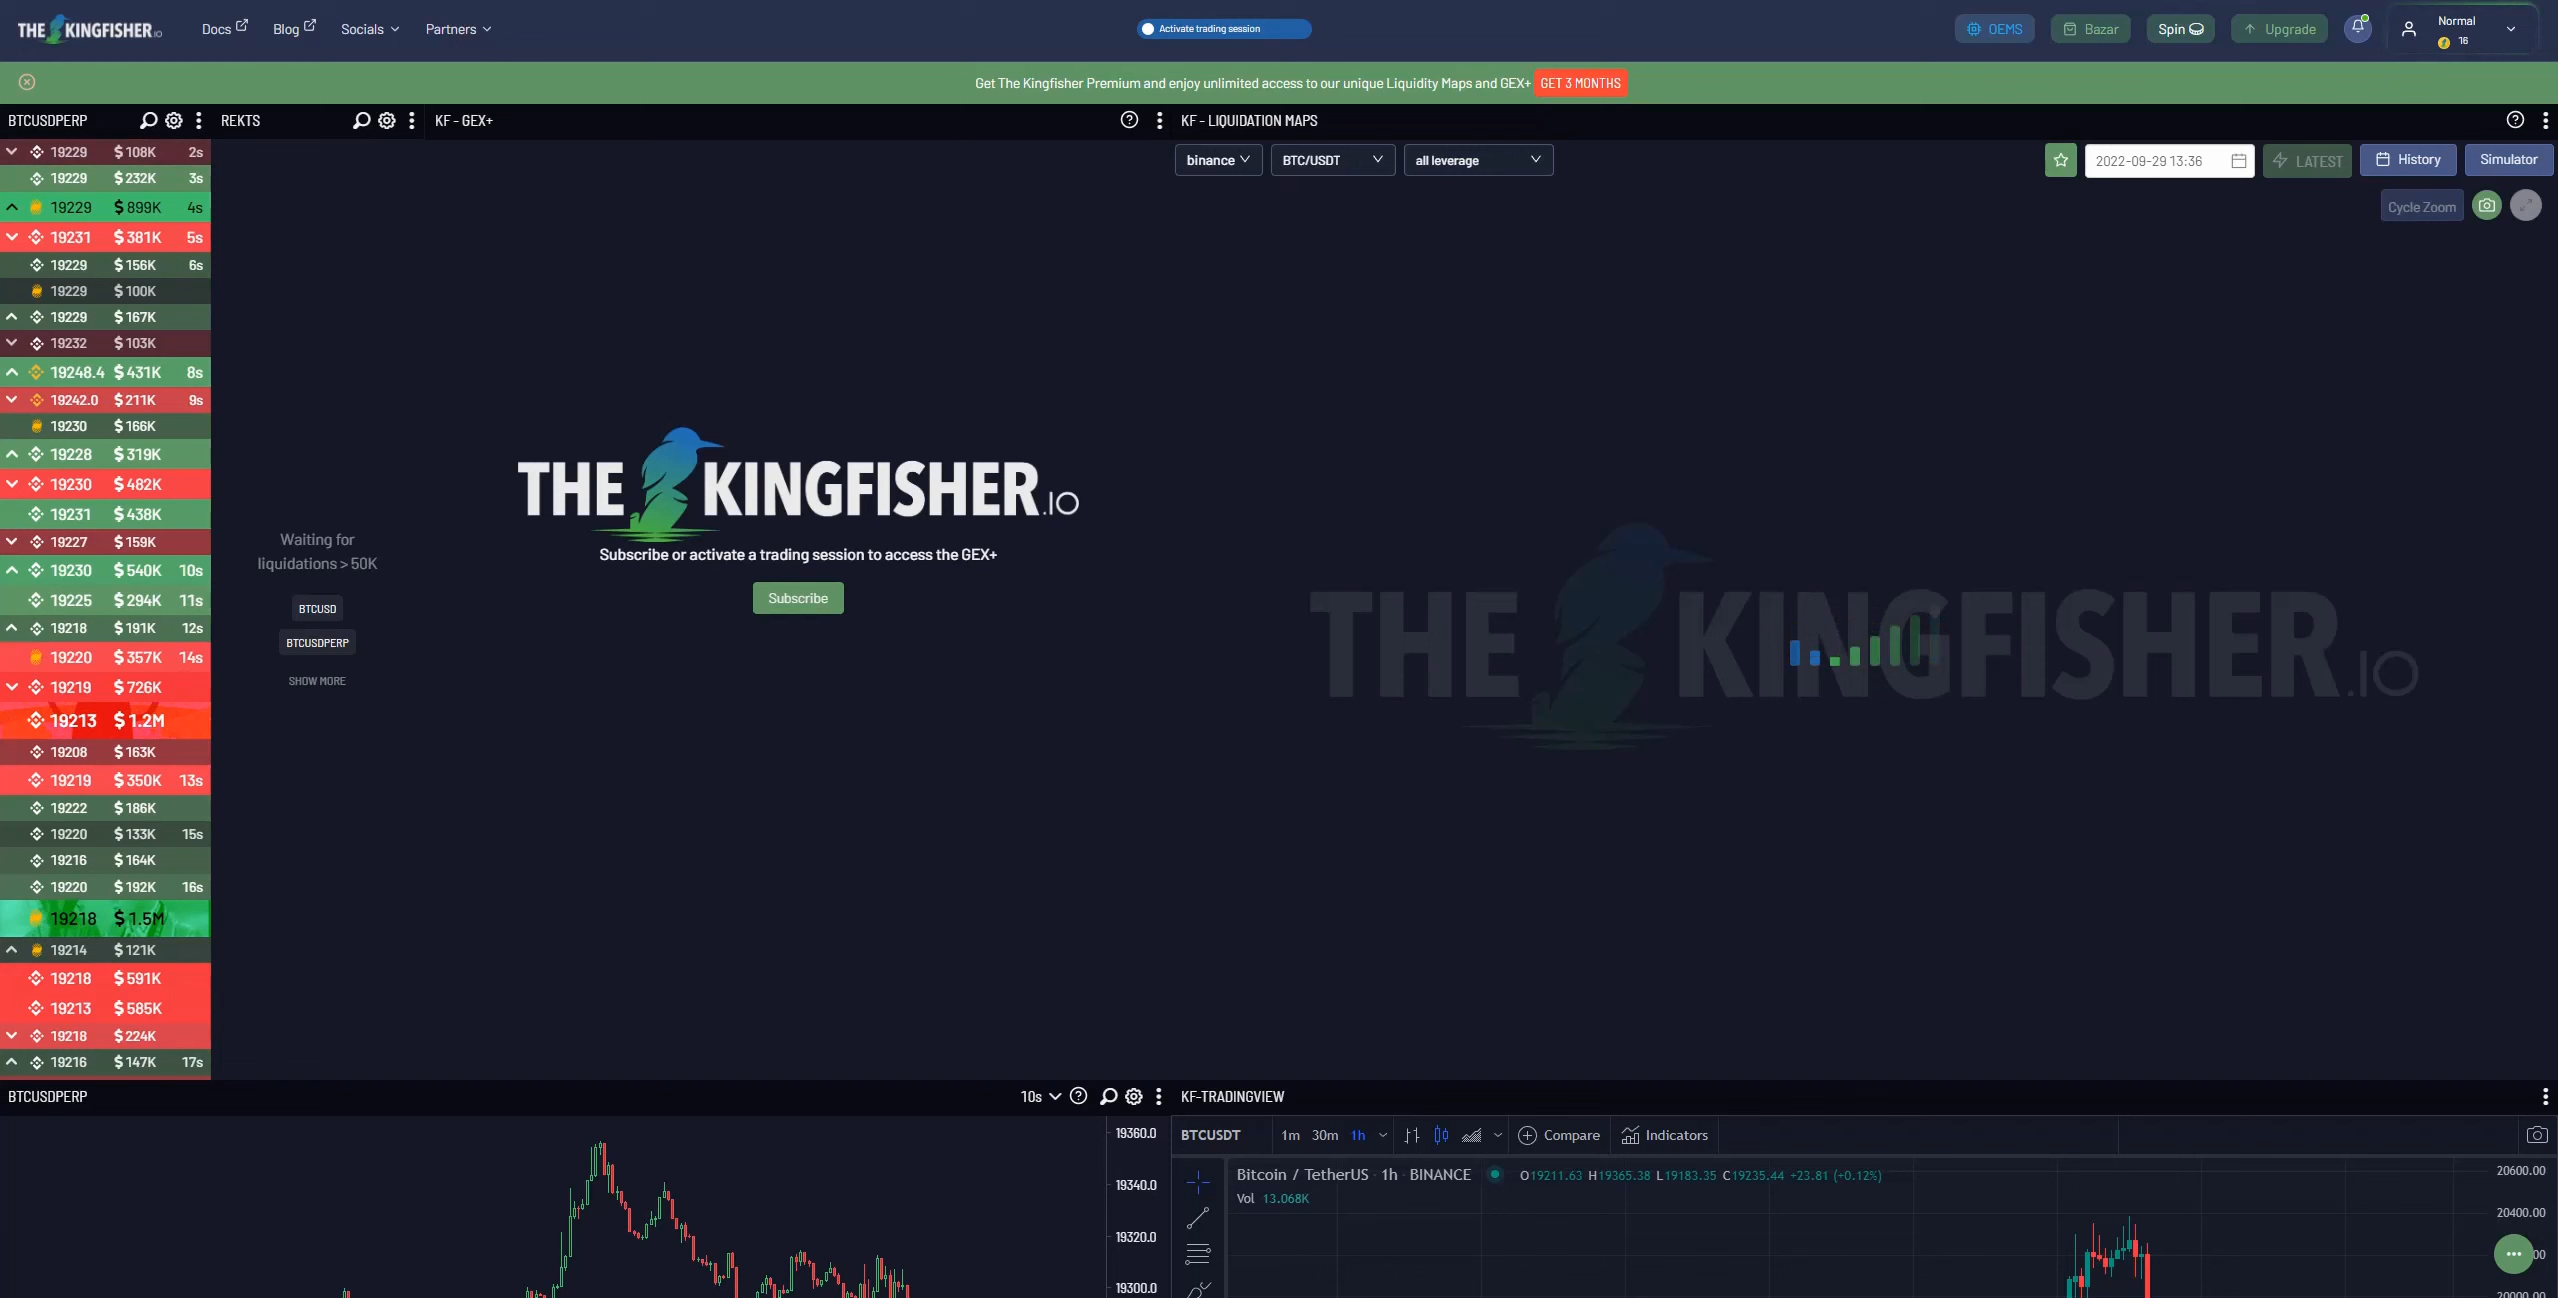 THE KINGFISHER.IO Docs Blog Socials Partners Activate trading session OEMS Bazar Spin Upgrade Normal
16
Get The Kingfisher Premium and enjoy unlimited access to our unique Liquidity Maps and GEX+ GET 3 MONTHS
BTCUSDPERP REKTS KF - GEX+ KF - LIQUIDATION MAPS
19229 $108K 2s
19229 $232K 3s
19229 $899K 4s
19231 $381K 5s
19229 $156K 6s
19229 $100K
19229 $167K
19232 $103K
19248.4 $431K 8s
19242.0 $211K 9s
19230 $166K
19228 $319K
19230 $482K
19231 $438K
19227 $159K
19230 $540K 10s
19225 $294K 11s
19218 $191K 12s
19220 $357K 14s
19219 $726K
19213 $1.2M
19208 $163K
19219 $350K 13s
19222 $186K
19220 $133K 15s
19216 $164K
19220 $192K 16s
19218 $1.5M
19214 $121K
19218 $591K
19213 $585K
19218 $224K
19216 $147K 17s
Waiting for
liquidations > 50K
BTCUSD
BTCUSDPERP
SHOW MORE
THE KINGFISHER.IO
Subscribe or activate a trading session to access the GEX+
Subscribe
binance BTC/USDT all leverage 2022-09-29 13:36 LATEST History Simulator
Cycle Zoom
THE KINGFISHER.IO
BTCUSDPERP 10s
19360.0
19340.0
19320.0
19300.0
KF-TRADINGVIEW
BTCUSDT 1m 30m 1h Compare Indicators
Bitcoin / TetherUS · 1h · BINANCE O19211.63 H19365.38 L19183.35 C19235.44 +23.81 (+0.12%)
Vol 13.068K
20600.00
20400.00